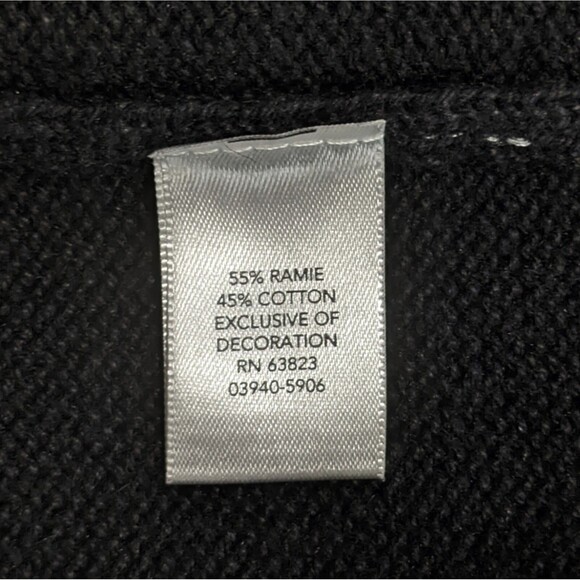 55% RAMIE
45% COTTON
EXCLUSIVE OF
DECORATION
RN 63823
03940-5906